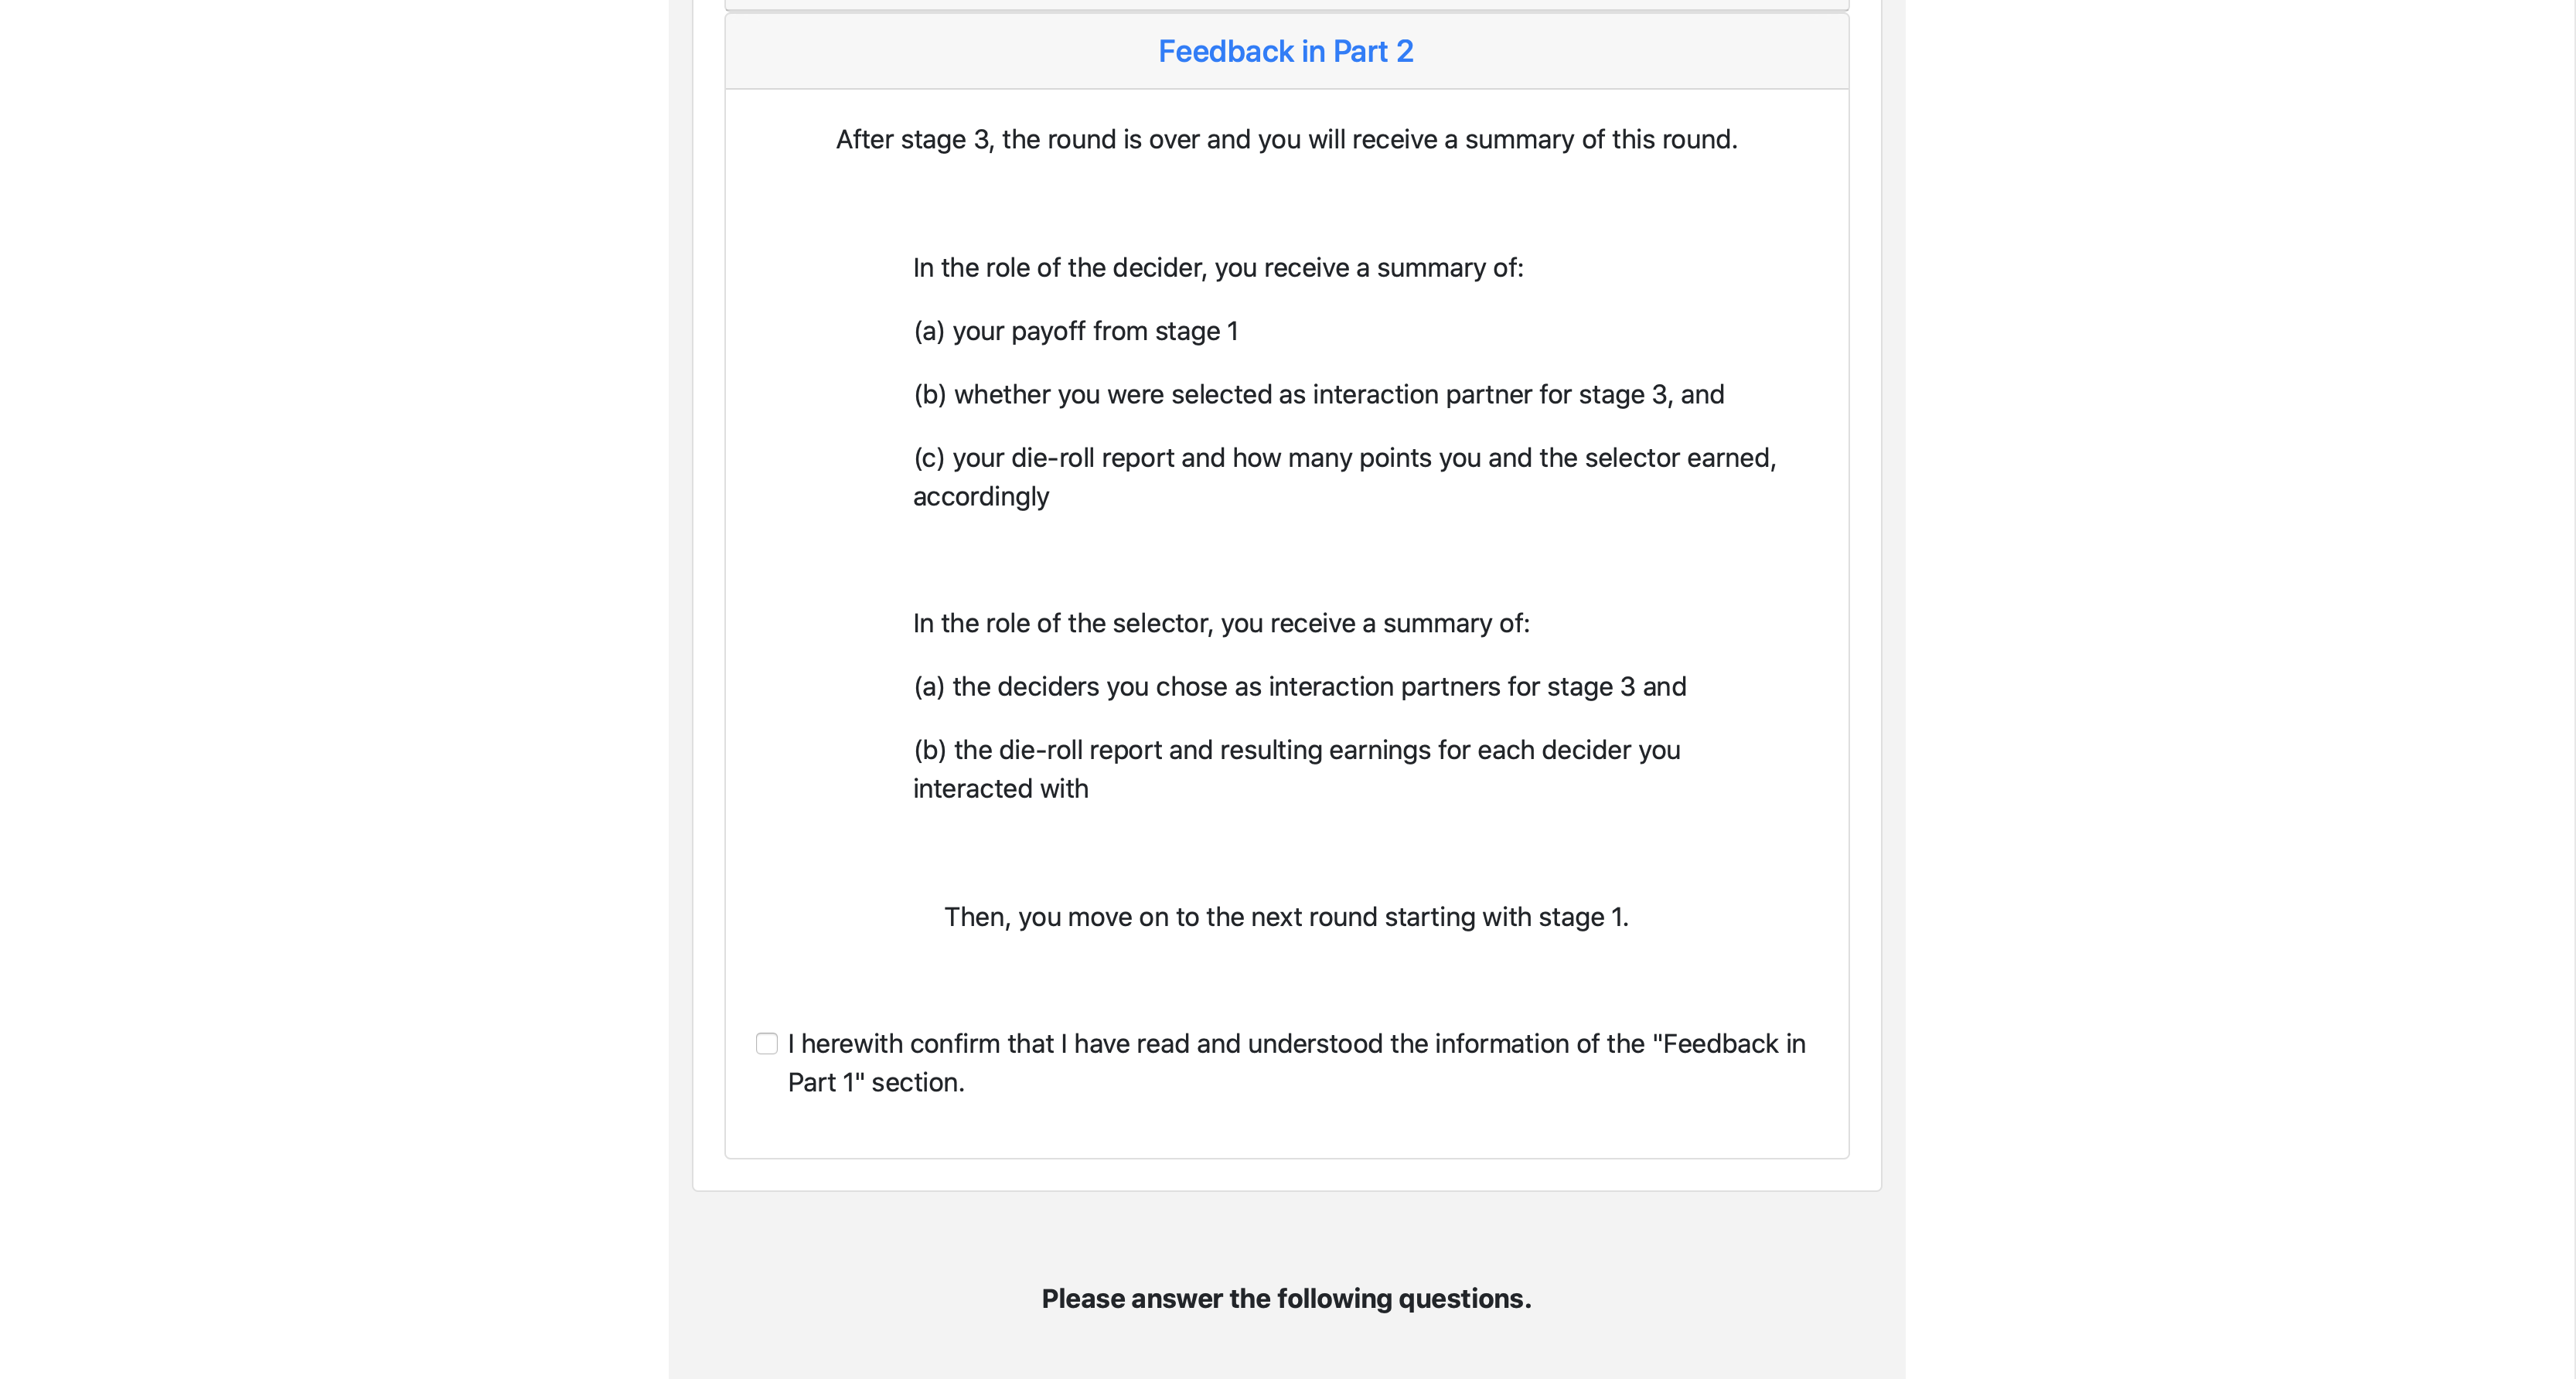 Feedback in Part 2
After stage 3, the round is over and you will receive a summary of this round.
In the role of the decider, you receive a summary of:
(a) your payoff from stage 1
(b) whether you were selected as interaction partner for stage 3, and
(c) your die-roll report and how many points you and the selector earned,
accordingly
In the role of the selector, you receive a summary of:
(a) the deciders you chose as interaction partners for stage 3 and
(b) the die-roll report and resulting earnings for each decider you
interacted with
Then, you move on to the next round starting with stage 1.
I herewith confirm that I have read and understood the information of the "Feedback in
Part 1" section.
Please answer the following questions.